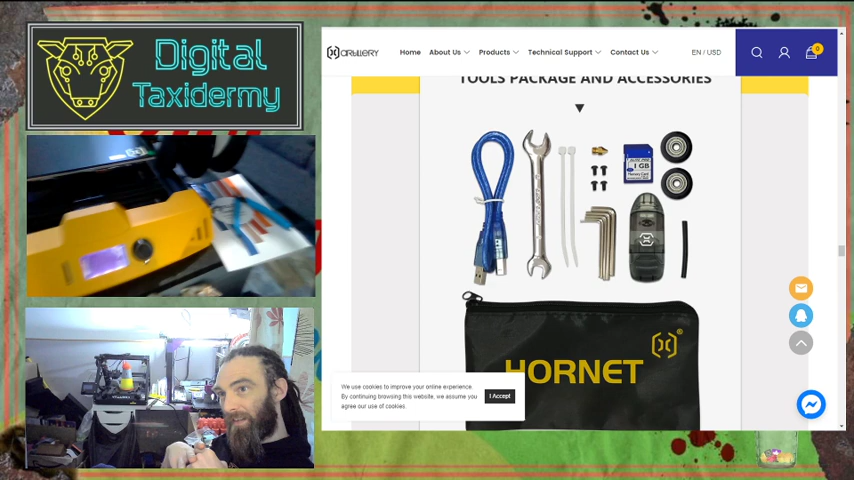 Digital
Taxidermy
ARTILLERY
Home
About Us
Products
Technical Support
Contact Us
EN / USD
0
TOOLS PACKAGE AND ACCESSORIES
1 GB
HORNET
®
We use cookies to improve your online experience.
By continuing browsing this website, we assume you
agree our use of cookies.
I Accept